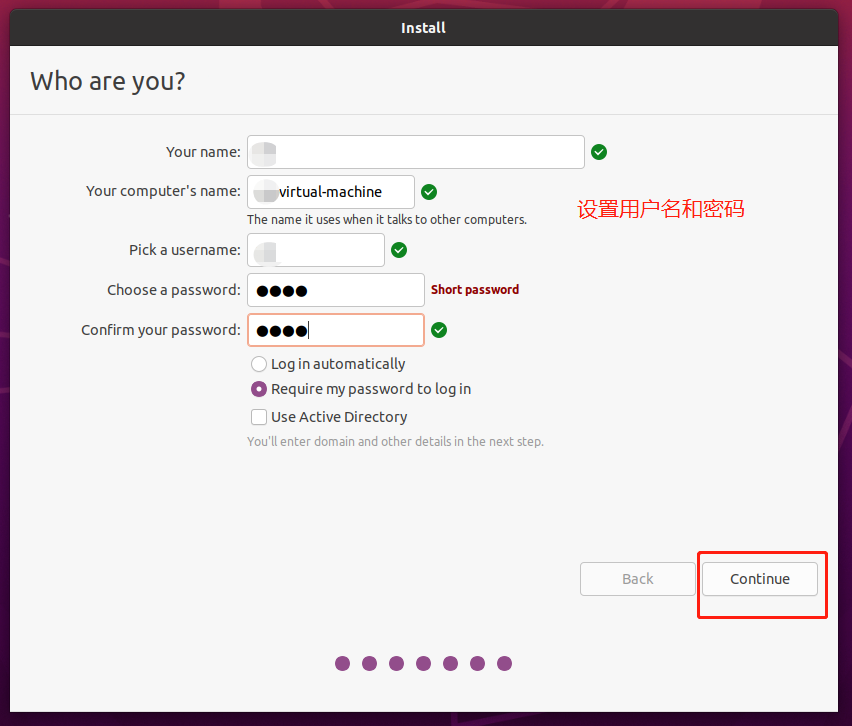 Install
Who are you?
Your name:
Your computer's name: virtual-machine
The name it uses when it talks to other computers.
设置用户名和密码
Pick a username:
Choose a password: ●●●● Short password
Confirm your password: ●●●●
Log in automatically
Require my password to log in
Use Active Directory
You'll enter domain and other details in the next step.
Back Continue